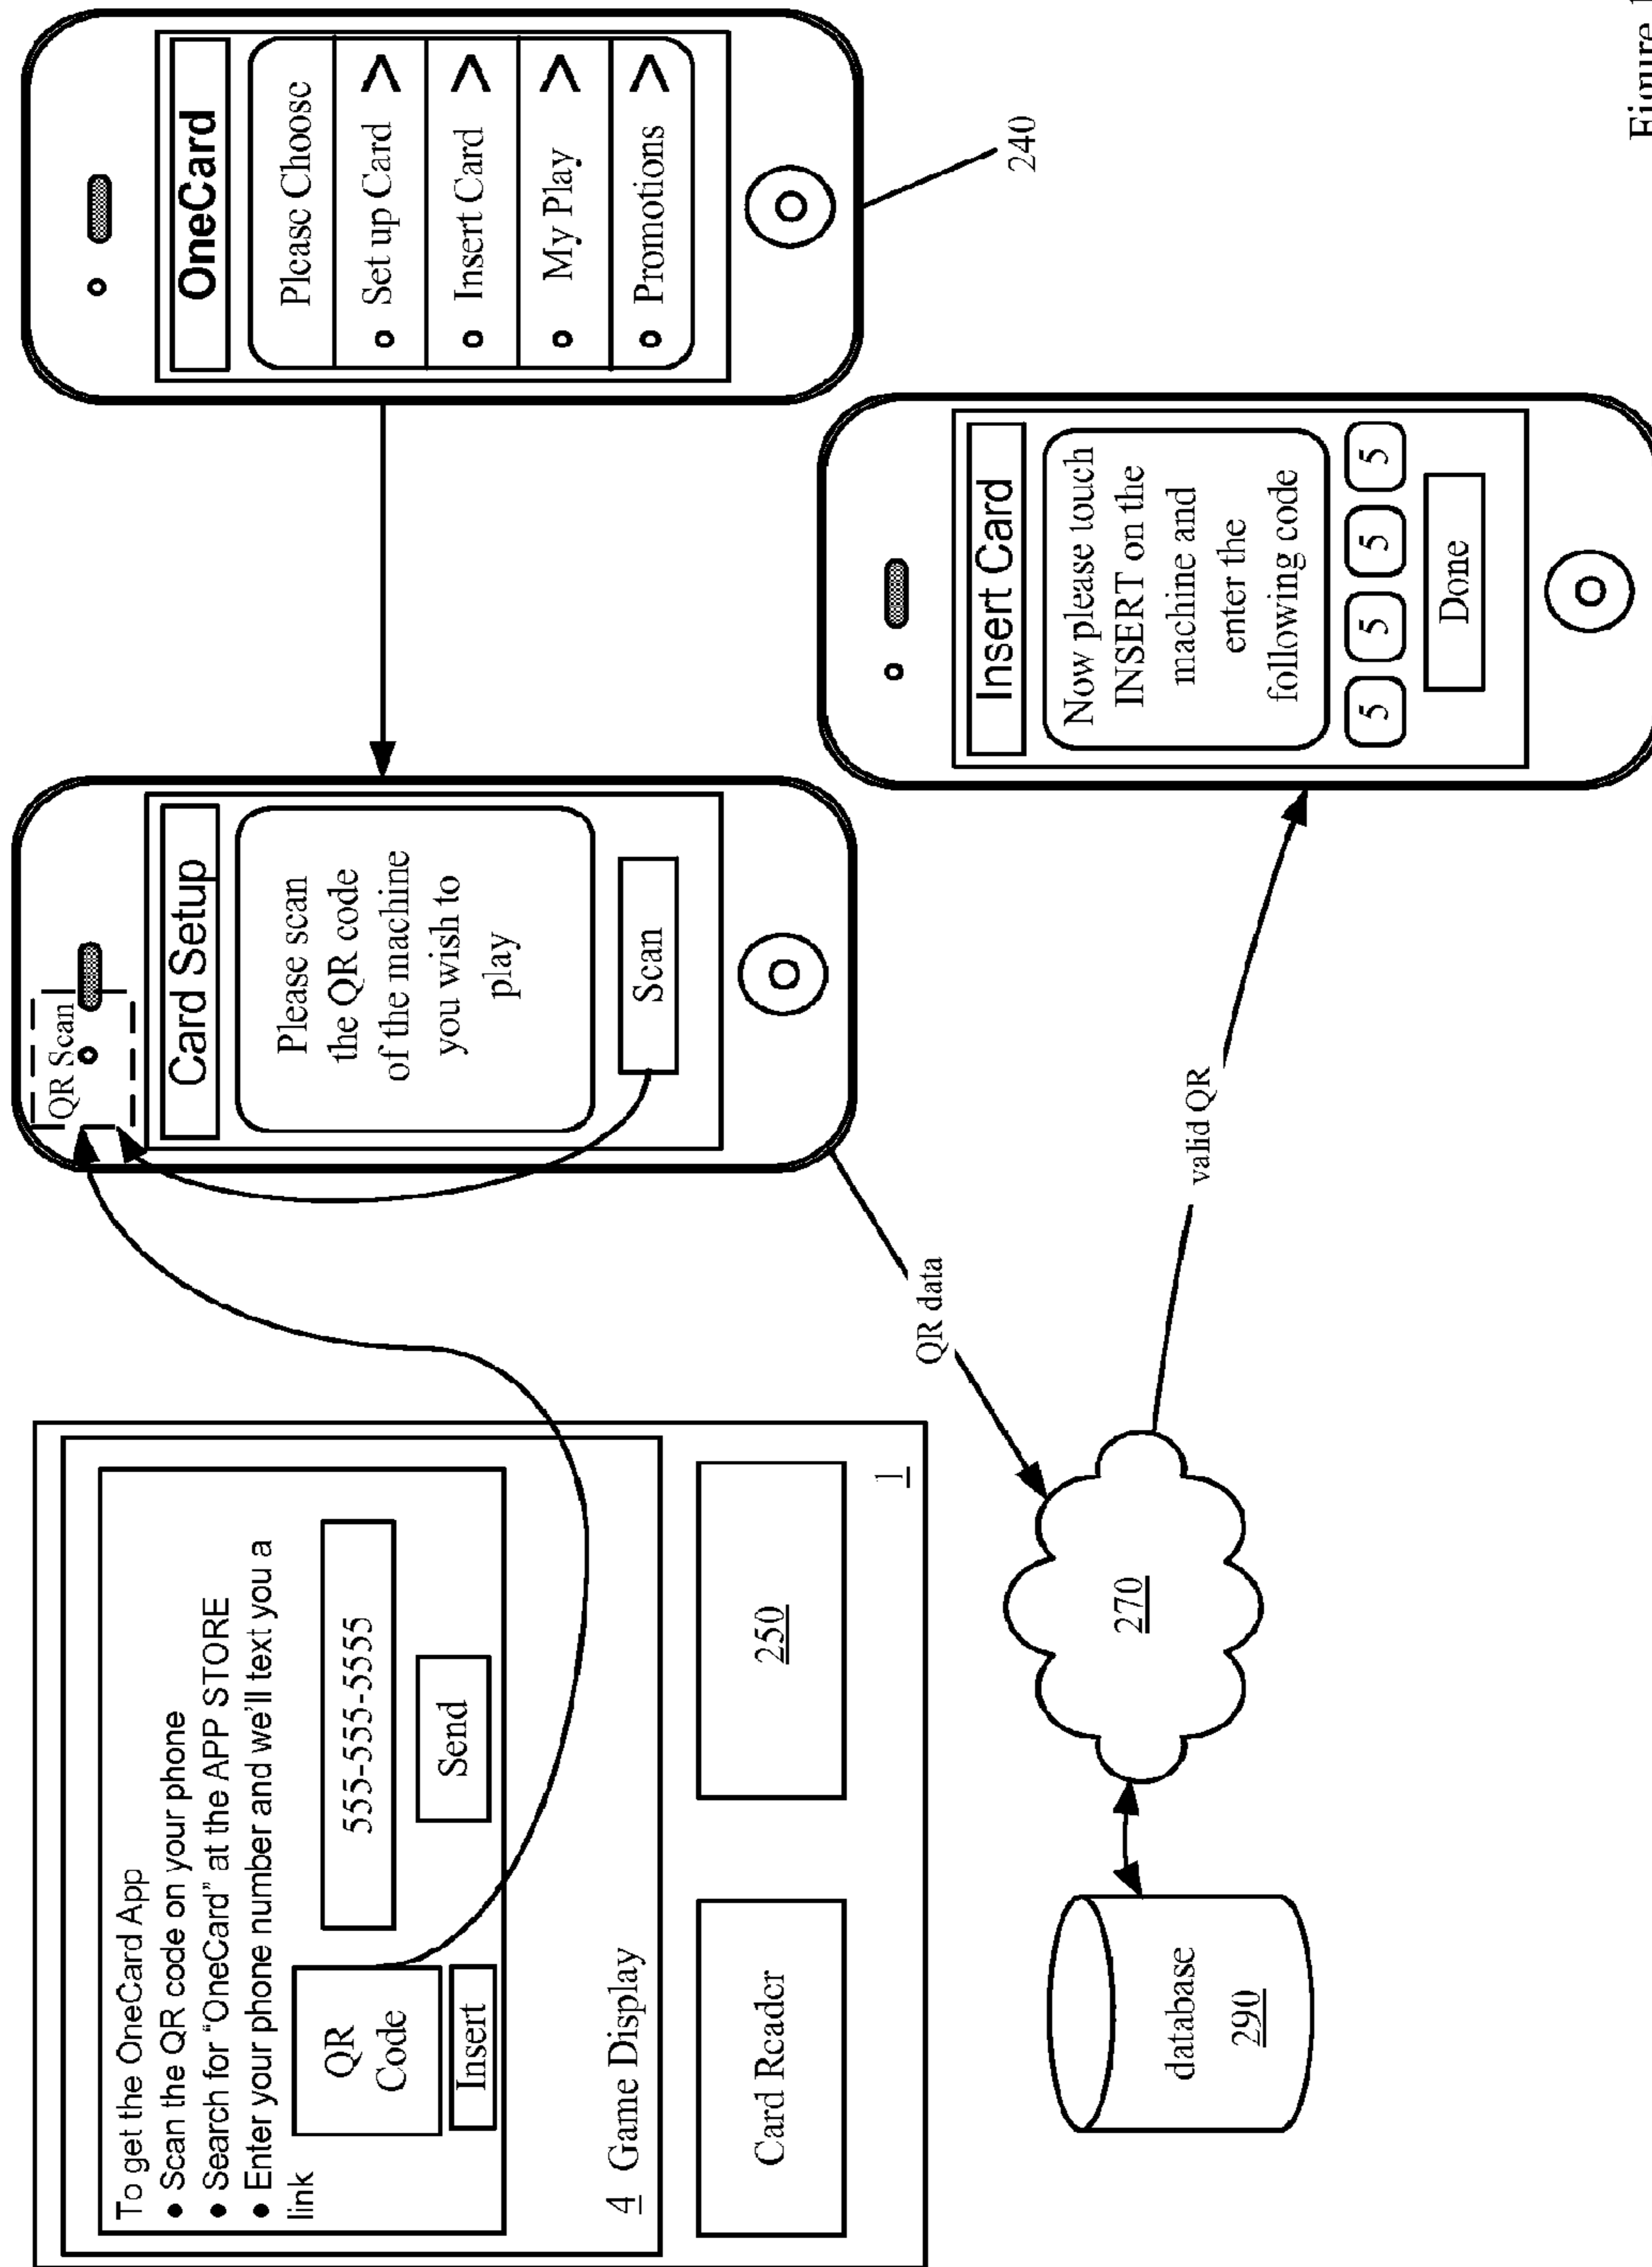 To get the OneCard App
• Scan the QR code on your phone
• Search for "OneCard" at the APP STORE
• Enter your phone number and we'll text you a
link
QR
Code
Insert
555-555-5555
Send
4 Game Display
Card Reader
250
1
QR Scan
Card Setup
Please scan
the QR code
of the machine
you wish to
play
Scan
OneCard
Please Choose
Set up Card >
Insert Card >
My Play >
Promotions >
240
QR data
valid QR
270
database
290
Insert Card
Now please touch
INSERT on the
machine and
enter the
following code
5 5 5 5
Done
Figure